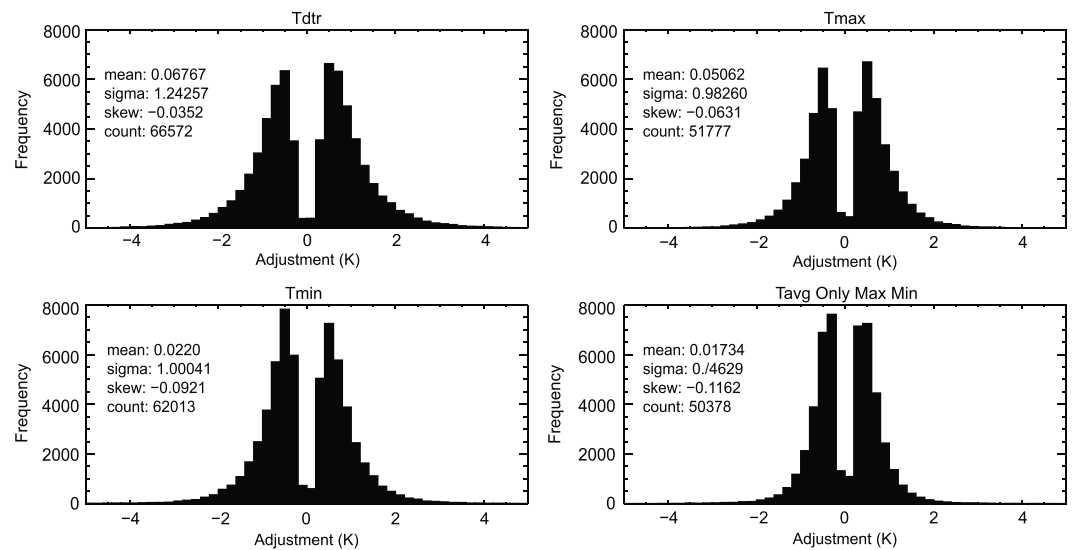 Tdtr
8000
6000
4000
2000
0
Frequency
mean: 0.06767
sigma: 1.24257
skew: −0.0352
count: 66572
−4 −2 0 2 4
Adjustment (K)
Tmax
8000
6000
4000
2000
0
Frequency
mean: 0.05062
sigma: 0.98260
skew: −0.0631
count: 51777
−4 −2 0 2 4
Adjustment (K)
Tmin
8000
6000
4000
2000
0
Frequency
mean: 0.0220
sigma: 1.00041
skew: −0.0921
count: 62013
−4 −2 0 2 4
Adjustment (K)
Tavg Only Max Min
8000
6000
4000
2000
0
Frequency
mean: 0.01734
sigma: 0./4629
skew: −0.1162
count: 50378
−4 −2 0 2 4
Adjustment (K)